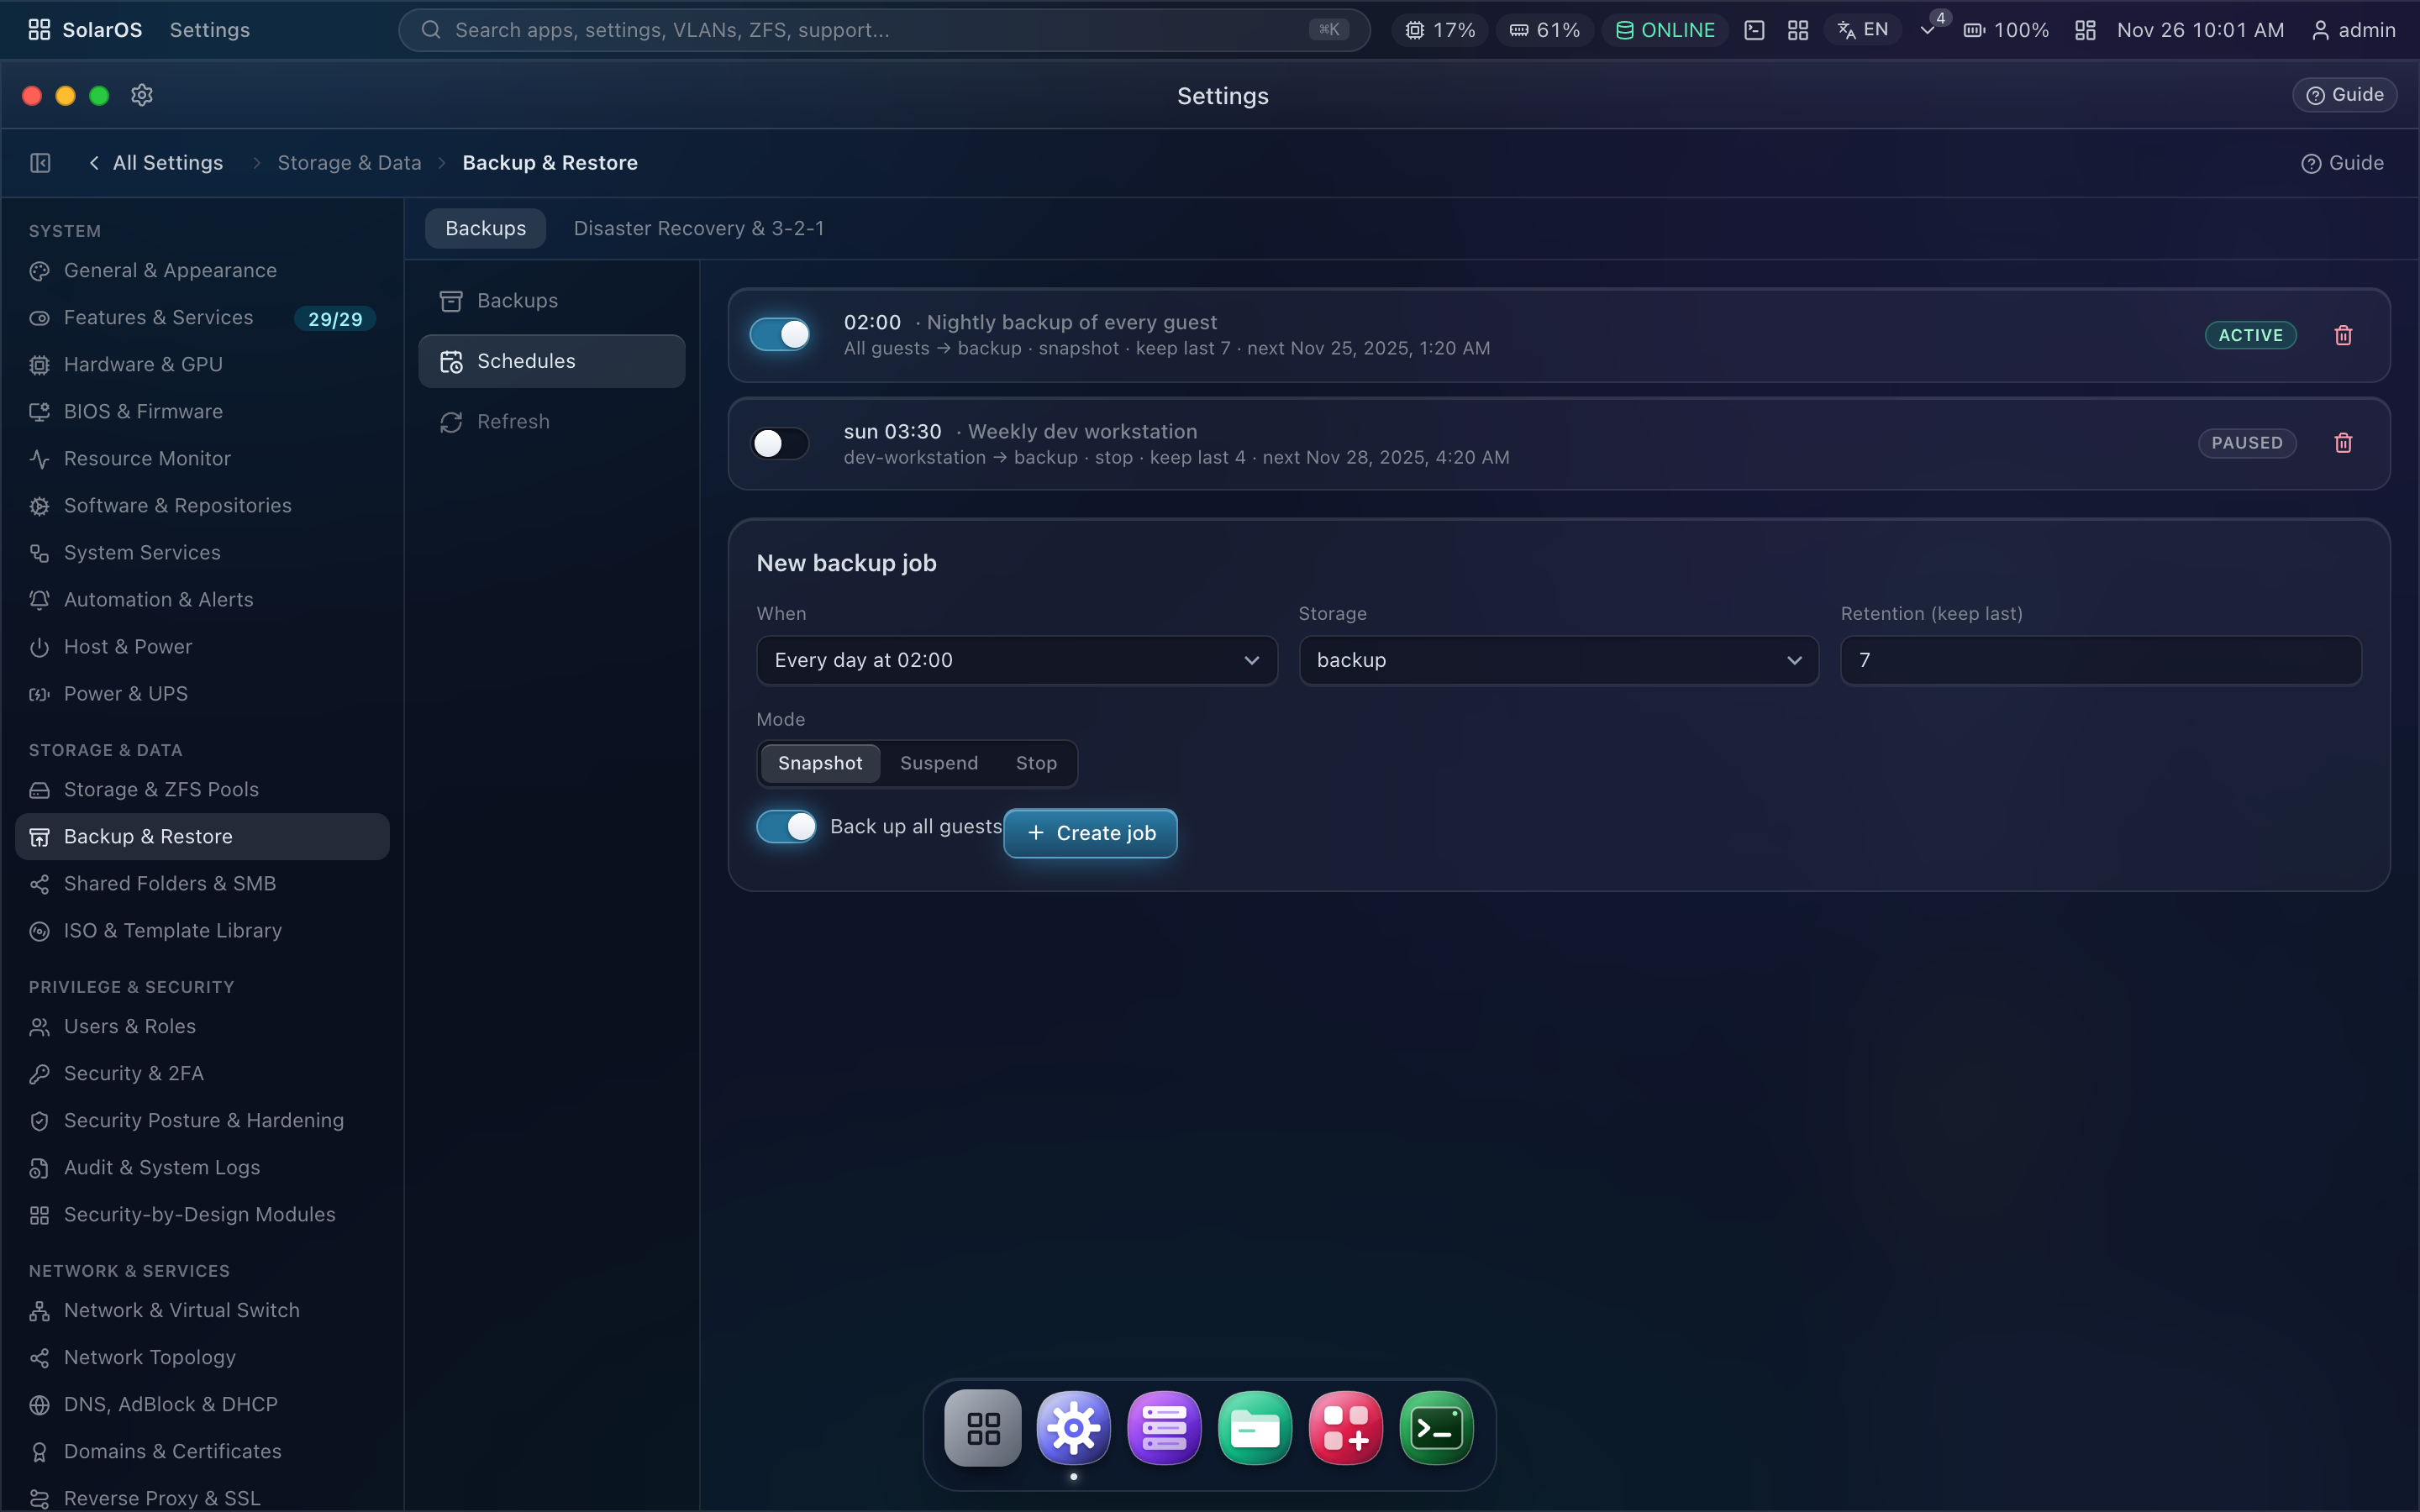 SolarOS Settings Search apps, settings, VLANs, ZFS, support... ⌘K 17% 61% ONLINE EN 4 100% Nov 26 10:01 AM admin
Settings Guide
All Settings Storage & Data Backup & Restore Guide
SYSTEM
General & Appearance
Features & Services 29/29
Hardware & GPU
BIOS & Firmware
Resource Monitor
Software & Repositories
System Services
Automation & Alerts
Host & Power
Power & UPS
STORAGE & DATA
Storage & ZFS Pools
Backup & Restore
Shared Folders & SMB
ISO & Template Library
PRIVILEGE & SECURITY
Users & Roles
Security & 2FA
Security Posture & Hardening
Audit & System Logs
Security-by-Design Modules
NETWORK & SERVICES
Network & Virtual Switch
Network Topology
DNS, AdBlock & DHCP
Domains & Certificates
Reverse Proxy & SSL
Backups Disaster Recovery & 3-2-1
Backups
Schedules
Refresh
02:00 · Nightly backup of every guest
All guests → backup · snapshot · keep last 7 · next Nov 25, 2025, 1:20 AM
ACTIVE
sun 03:30 · Weekly dev workstation
dev-workstation → backup · stop · keep last 4 · next Nov 28, 2025, 4:20 AM
PAUSED
New backup job
When Storage Retention (keep last)
Every day at 02:00 backup 7
Mode
Snapshot Suspend Stop
Back up all guests + Create job